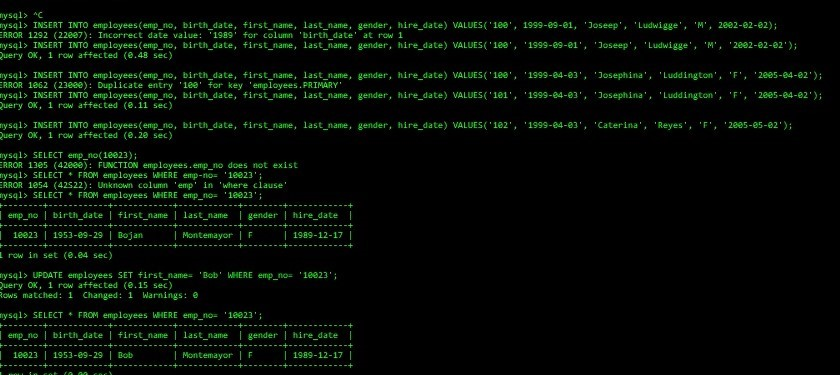 mysql> ^C
mysql> INSERT INTO employees(emp_no, birth_date, first_name, last_name, gender, hire_date) VALUES('100', 1999-09-01, 'Joseep', 'Ludwigge', 'M', 2002-02-02);
ERROR 1292 (22007): Incorrect date value: '1989' for column 'birth_date' at row 1
mysql> INSERT INTO employees(emp_no, birth_date, first_name, last_name, gender, hire_date) VALUES('100', '1999-09-01', 'Josep', 'Ludwigge', 'M', '2002-02-02');
Query OK, 1 row affected (0.48 sec)
mysql> INSERT INTO employees(emp_no, birth_date, first_name, last_name, gender, hire_date) VALUES('100', '1999-04-03', 'Josephina', 'Luddington', 'F', '2005-04-02');
ERROR 1062 (23000): Duplicate entry '100' for key 'employees.PRIMARY'
mysql> INSERT INTO employees(emp_no, birth_date, first_name, last_name, gender, hire_date) VALUES('101', '1999-04-03', 'Josephina', 'Luddington', 'F', '2005-04-02');
Query OK, 1 row affected (0.11 sec)
mysql> INSERT INTO employees(emp_no, birth_date, first_name, last_name, gender, hire_date) VALUES('102', '1999-04-03', 'Caterina', 'Reyes', 'F', '2005-05-02');
Query OK, 1 row affected (0.20 sec)
mysql> SELECT emp_no(10023);
ERROR 1305 (42000): FUNCTION employees.emp_no does not exist
mysql> SELECT * FROM employees WHERE emp-no= '10023';
ERROR 1054 (42S22): Unknown column 'emp' in 'where clause'
mysql> SELECT * FROM employees WHERE emp_no= '10023';
| emp_no | birth_date | first_name | last_name | gender | hire_date |
| 10023 | 1953-09-29 | Bojan | Montemayor | F | 1989-12-17 |
1 row in set (0.04 sec)
mysql> UPDATE employees SET first_name= 'Bob' WHERE emp_no= '10023';
Query OK, 1 row affected (0.15 sec)
Rows matched: 1 Changed: 1 Warnings: 0
mysql> SELECT * FROM employees WHERE emp_no= '10023';
| emp_no | birth_date | first_name | last_name | gender | hire_date |
| 10023 | 1953-09-29 | Bob | Montemayor | F | 1989-12-17 |
1 row in set (0.00 sec)